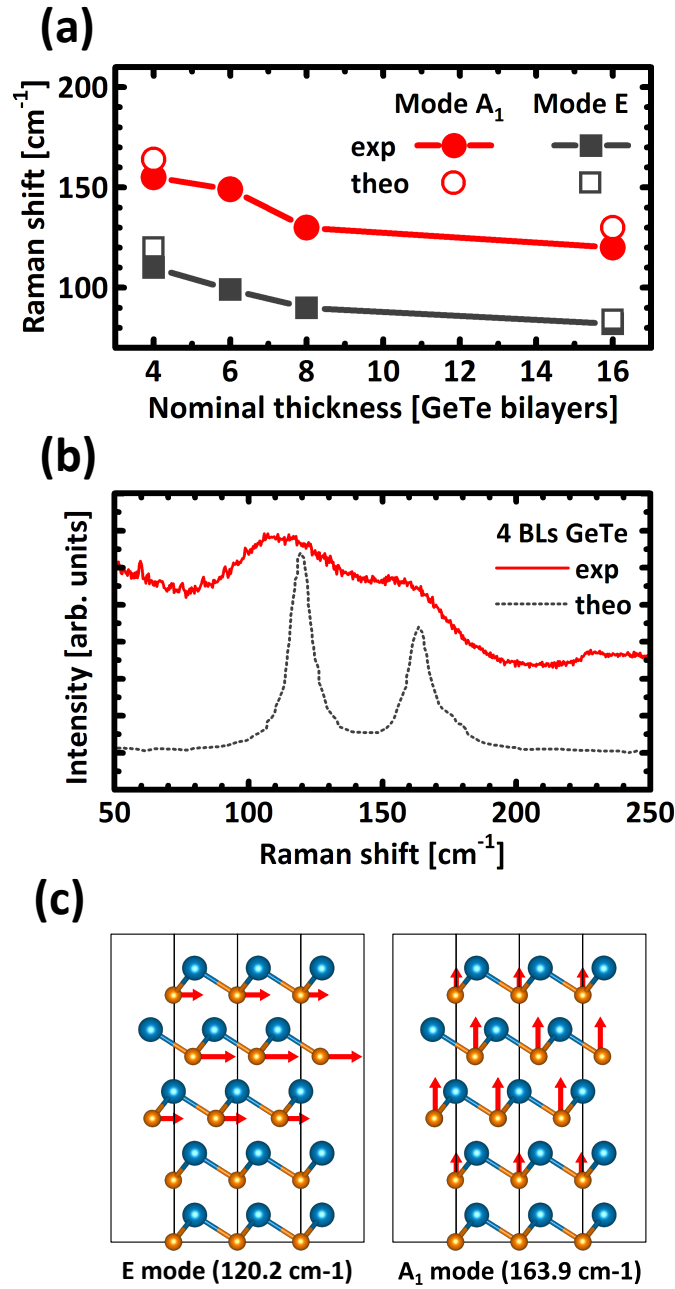 (a)
Raman shift [cm⁻¹]
200
150
100
Mode A₁ Mode E
exp
theo
4 6 8 10 12 14 16
Nominal thickness [GeTe bilayers]
(b)
Intensity [arb. units]
4 BLs GeTe
exp
theo
50 100 150 200 250
Raman shift [cm⁻¹]
(c)
E mode (120.2 cm-1) A₁ mode (163.9 cm-1)